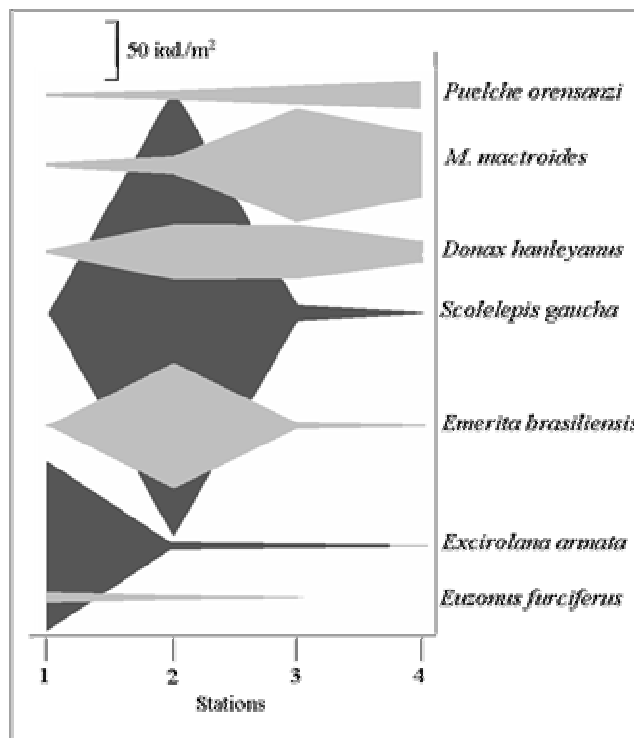 50 ind./m²
Puelche orensanzi
M. mactroides
Donax hanleyanus
Scolelepis gaucha
Emerita brasiliensis
Excirolana armata
Euzonus furciferus
1 2 3 4
Stations